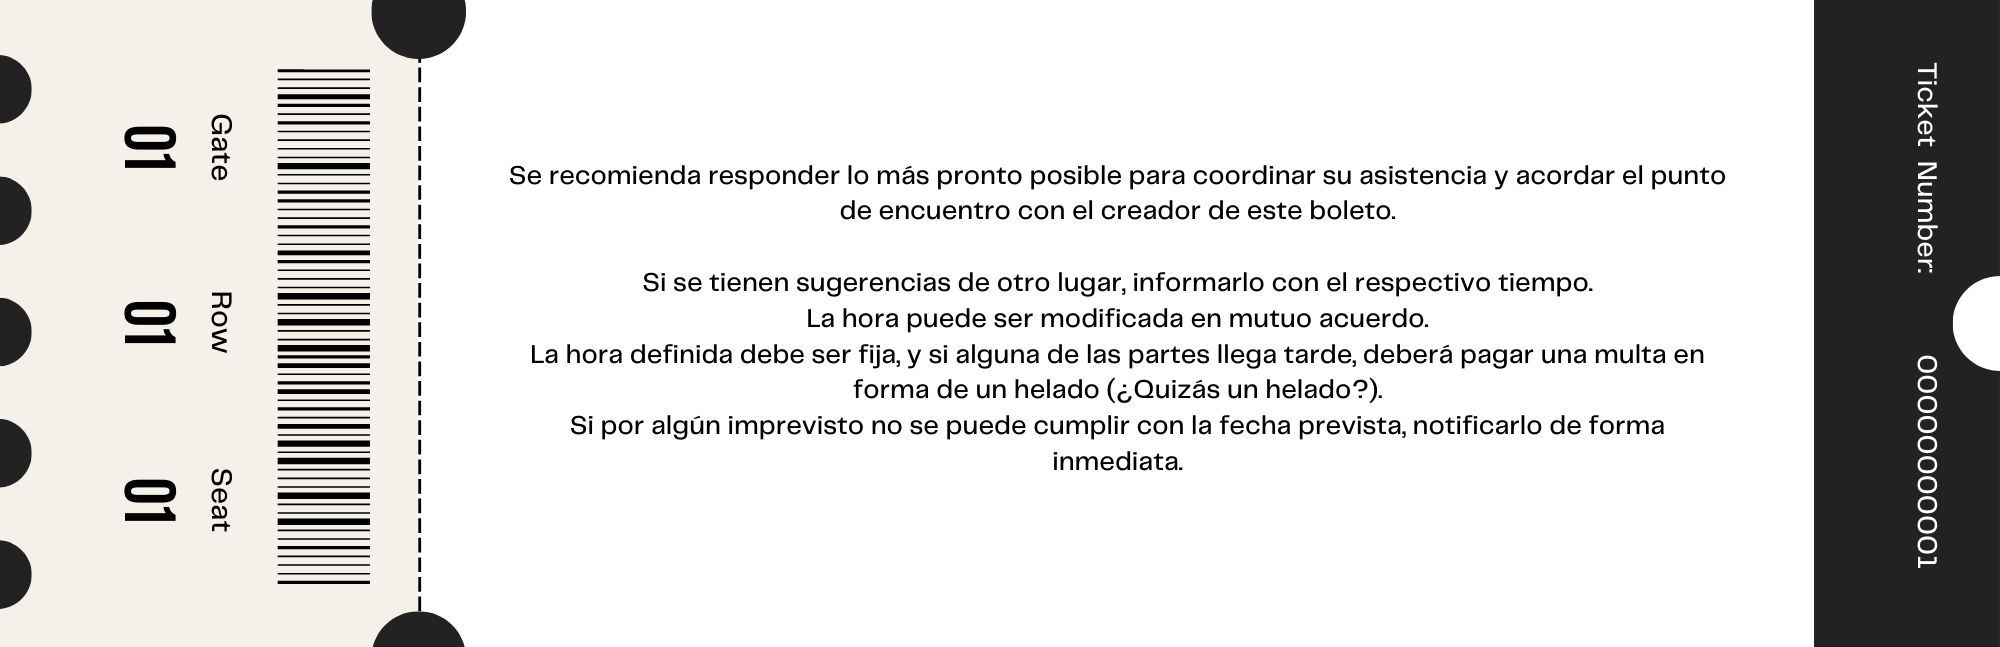 Gate
01
Row
01
Seat
01
Se recomienda responder lo más pronto posible para coordinar su asistencia y acordar el punto
de encuentro con el creador de este boleto.
Si se tienen sugerencias de otro lugar, informarlo con el respectivo tiempo.
La hora puede ser modificada en mutuo acuerdo.
La hora definida debe ser fija, y si alguna de las partes llega tarde, deberá pagar una multa en
forma de un helado (¿Quizás un helado?).
Si por algún imprevisto no se puede cumplir con la fecha prevista, notificarlo de forma
inmediata.
Ticket Number: 00000000001